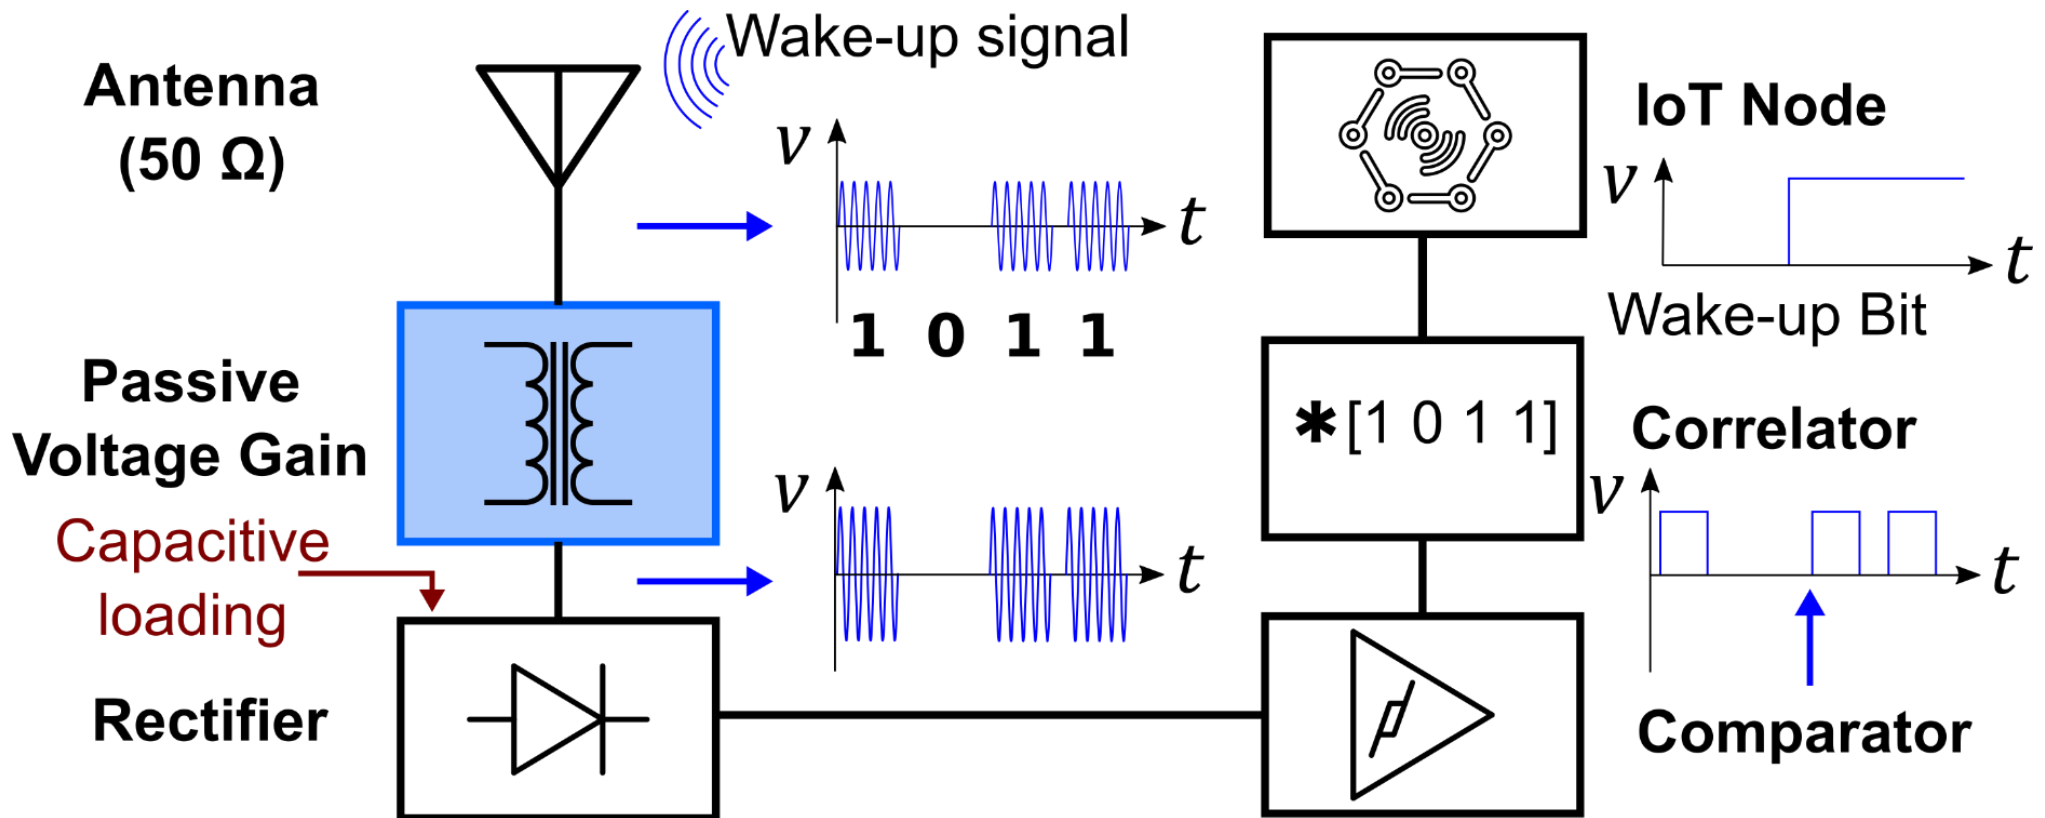 Antenna
(50 Ω)
Wake-up signal
v
t
1 0 1 1
Passive
Voltage Gain
Capacitive
loading
v
t
Rectifier
IoT Node
v
t
Wake-up Bit
✱[1 0 1 1]
Correlator
v
t
Comparator